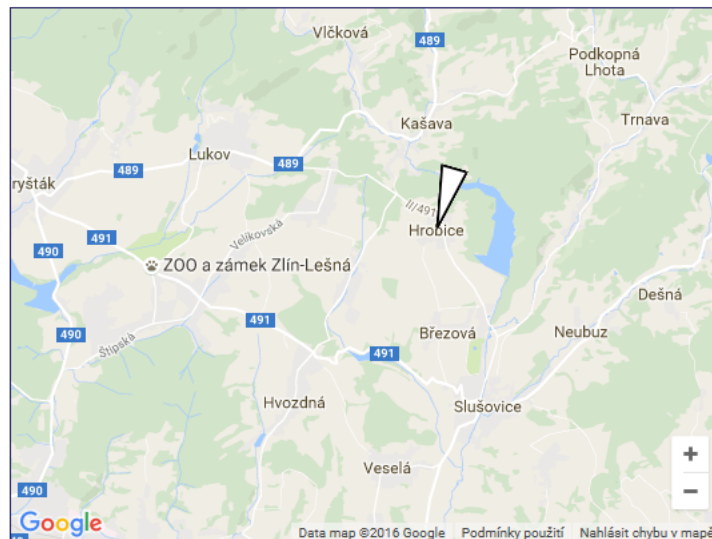 Vlčková
489
Podkopná
Lhota
Kašava
Trnava
Lukov
489
489
ryšták
II/491
Hrobice
Velíkovská
491
490
ZOO a zámek Zlín-Lešná
Dešná
491
Březová
Neubuz
490
Štípská
491
Hvozdná
Slušovice
Veselá
+
490
−
Google
Data map ©2016 Google
Podmínky použití
Nahlásit chybu v mapě